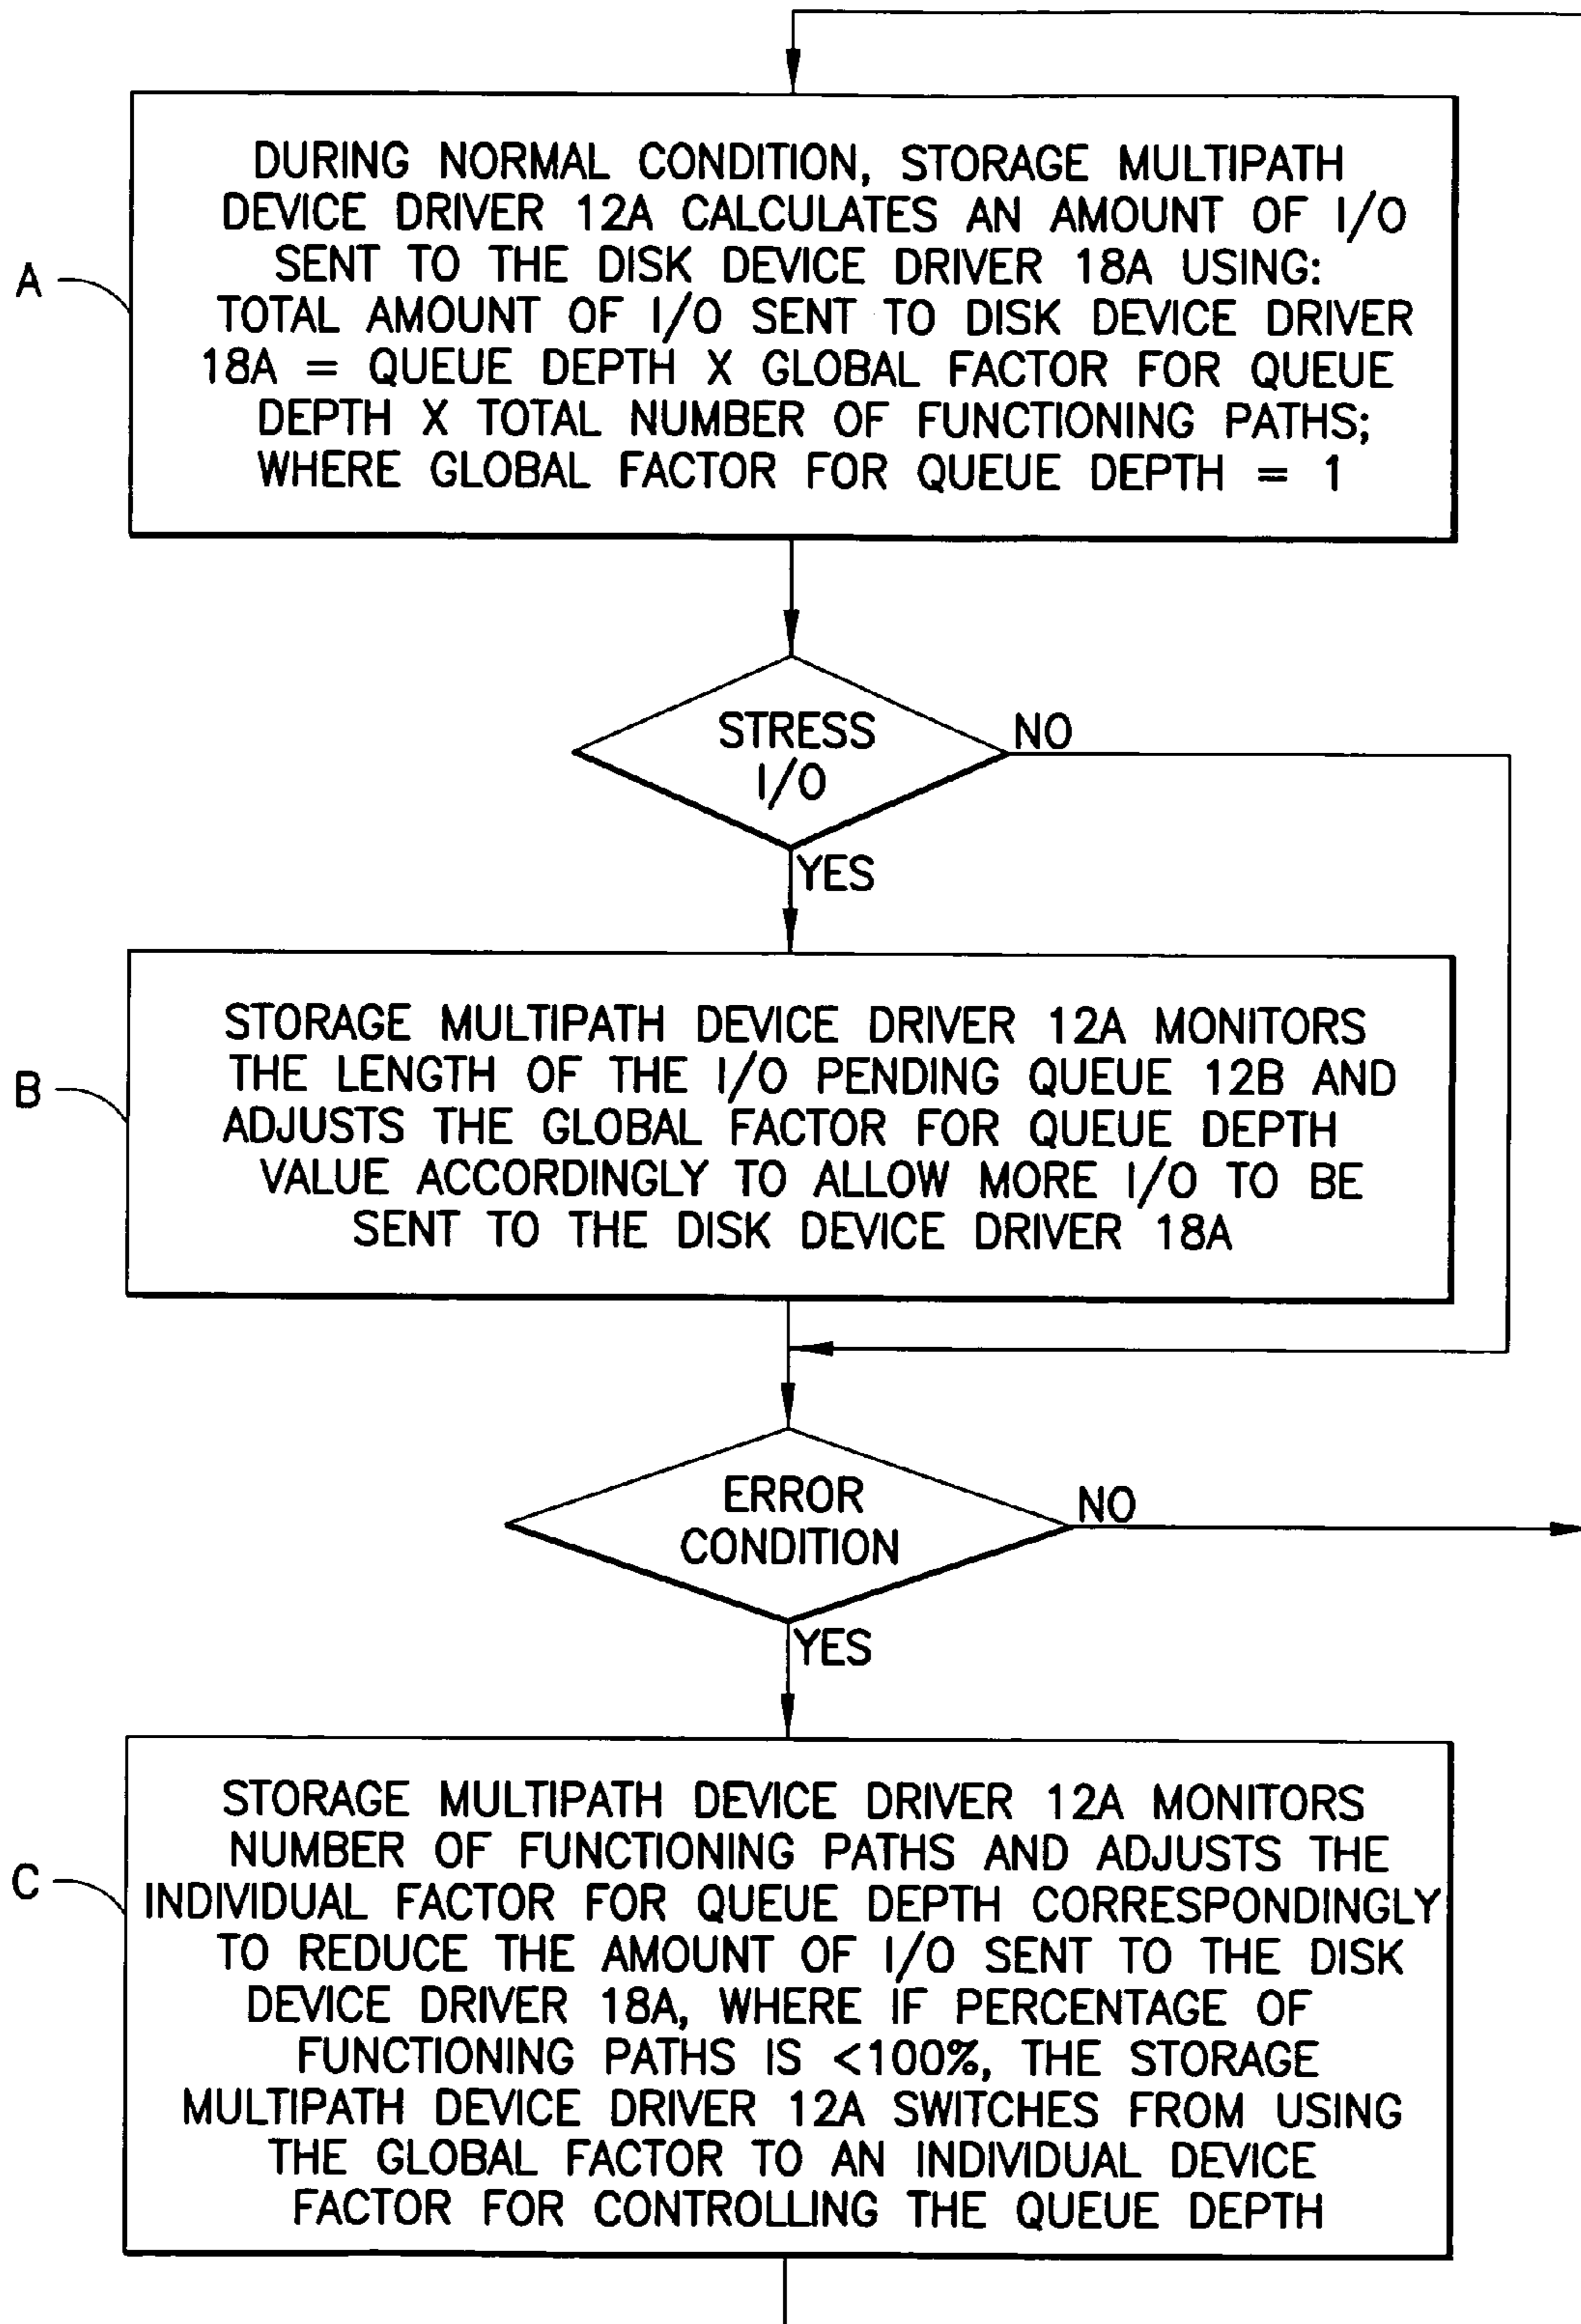 DURING NORMAL CONDITION, STORAGE MULTIPATH
DEVICE DRIVER 12A CALCULATES AN AMOUNT OF I/O
SENT TO THE DISK DEVICE DRIVER 18A USING:
A
TOTAL AMOUNT OF I/O SENT TO DISK DEVICE DRIVER
18A = QUEUE DEPTH X GLOBAL FACTOR FOR QUEUE
DEPTH X TOTAL NUMBER OF FUNCTIONING PATHS;
WHERE GLOBAL FACTOR FOR QUEUE DEPTH = 1
STRESS
I/O
NO
YES
STORAGE MULTIPATH DEVICE DRIVER 12A MONITORS
THE LENGTH OF THE I/O PENDING QUEUE 12B AND
B
ADJUSTS THE GLOBAL FACTOR FOR QUEUE DEPTH
VALUE ACCORDINGLY TO ALLOW MORE I/O TO BE
SENT TO THE DISK DEVICE DRIVER 18A
ERROR
CONDITION
NO
YES
STORAGE MULTIPATH DEVICE DRIVER 12A MONITORS
NUMBER OF FUNCTIONING PATHS AND ADJUSTS THE
C
INDIVIDUAL FACTOR FOR QUEUE DEPTH CORRESPONDINGLY
TO REDUCE THE AMOUNT OF I/O SENT TO THE DISK
DEVICE DRIVER 18A, WHERE IF PERCENTAGE OF
FUNCTIONING PATHS IS <100%, THE STORAGE
MULTIPATH DEVICE DRIVER 12A SWITCHES FROM USING
THE GLOBAL FACTOR TO AN INDIVIDUAL DEVICE
FACTOR FOR CONTROLLING THE QUEUE DEPTH